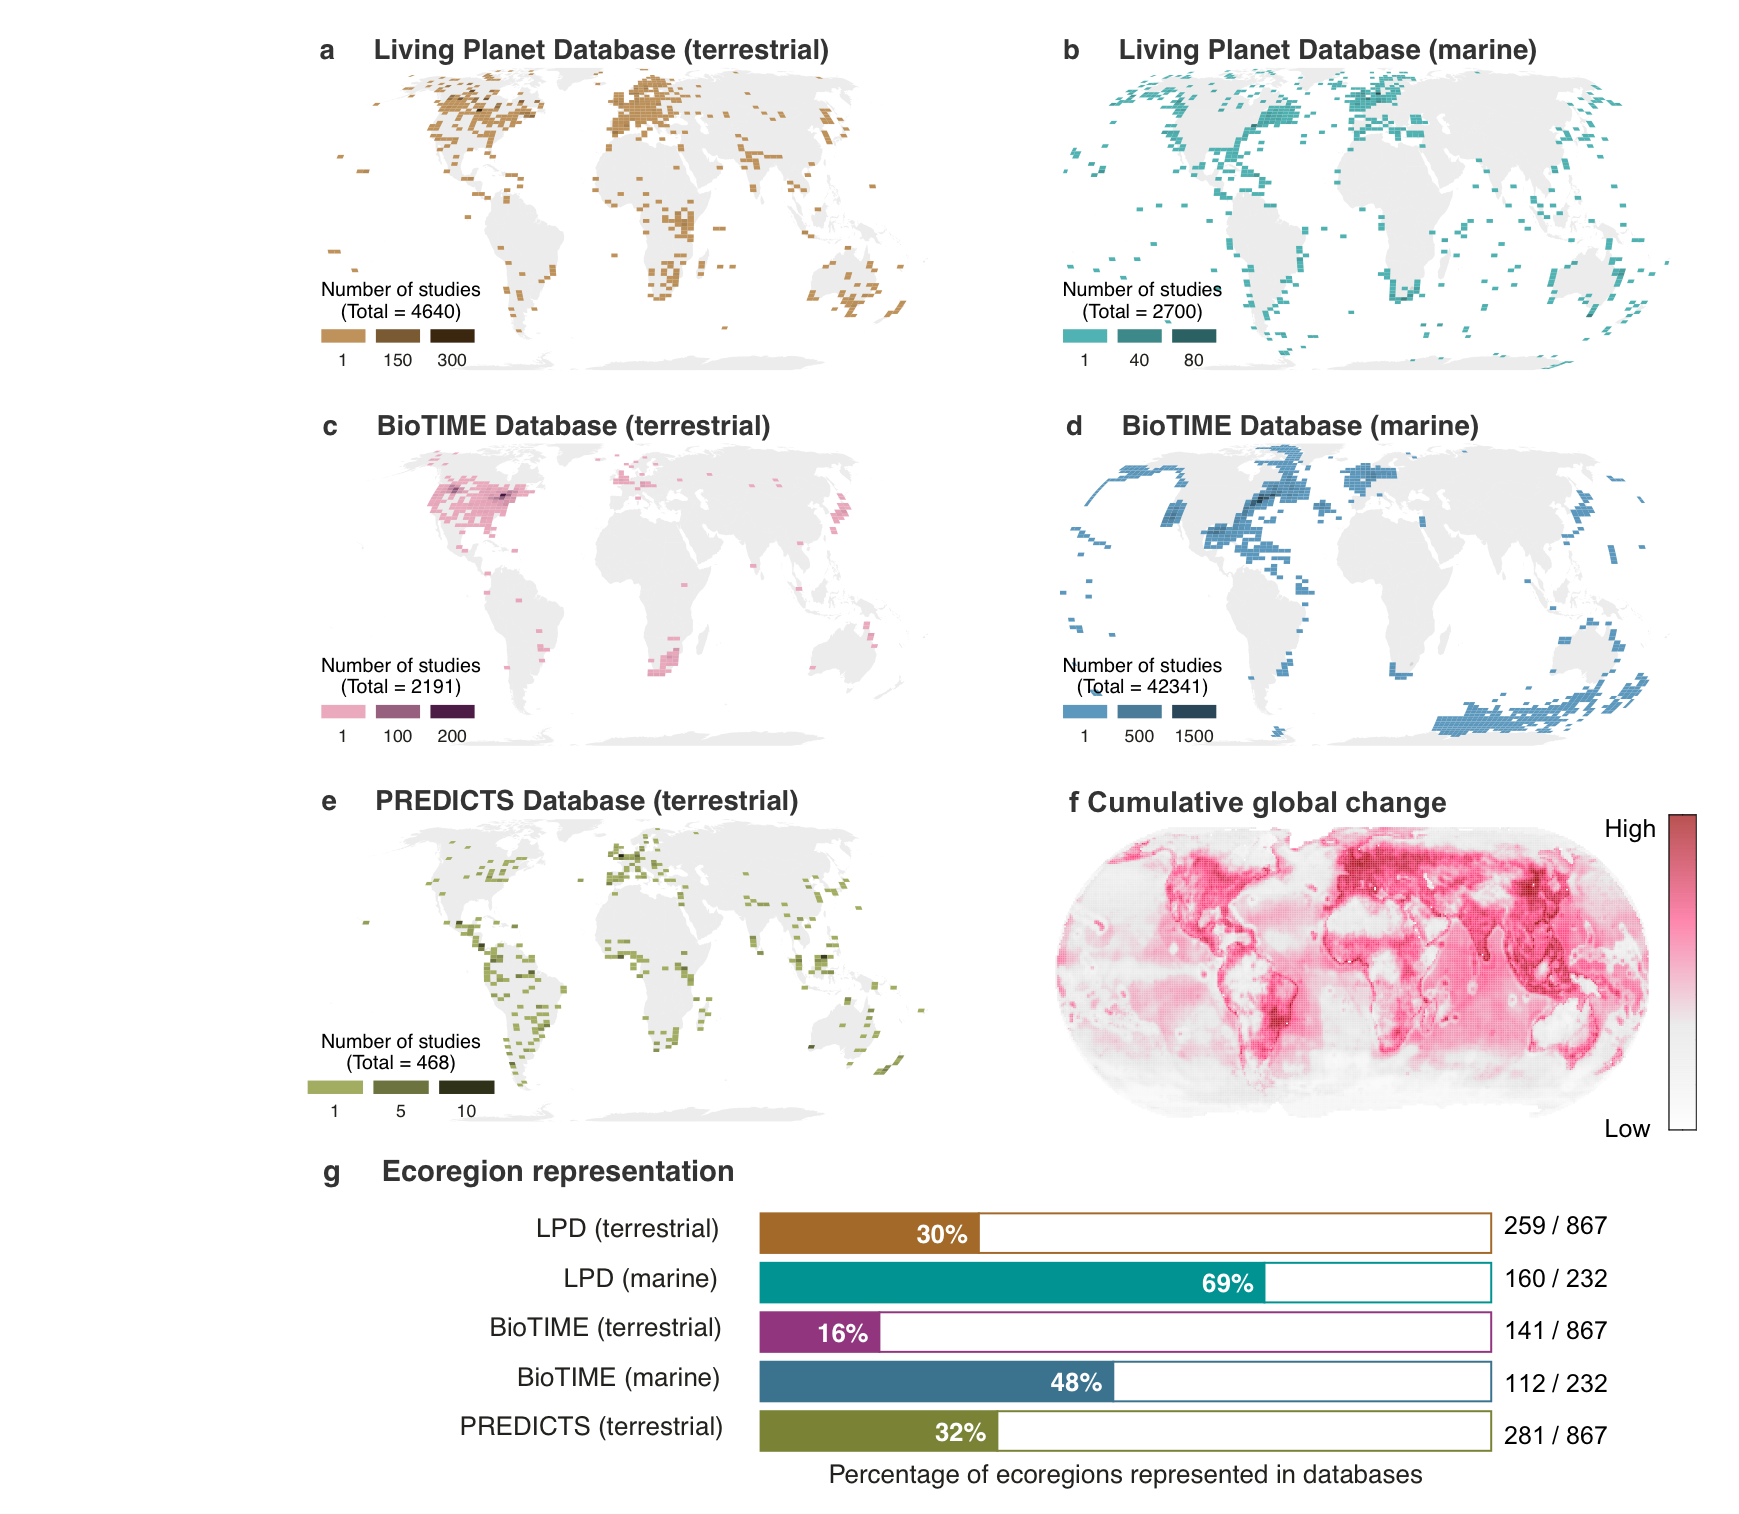 a Living Planet Database (terrestrial)
Number of studies
(Total = 4640)
1 150 300
b Living Planet Database (marine)
Number of studies
(Total = 2700)
1 40 80
c BioTIME Database (terrestrial)
Number of studies
(Total = 2191)
1 100 200
d BioTIME Database (marine)
Number of studies
(Total = 42341)
1 500 1500
e PREDICTS Database (terrestrial)
Number of studies
(Total = 468)
1 5 10
f Cumulative global change
High
Low
g Ecoregion representation
LPD (terrestrial) 30% 259 / 867
LPD (marine) 69% 160 / 232
BioTIME (terrestrial) 16% 141 / 867
BioTIME (marine) 48% 112 / 232
PREDICTS (terrestrial) 32% 281 / 867
Percentage of ecoregions represented in databases